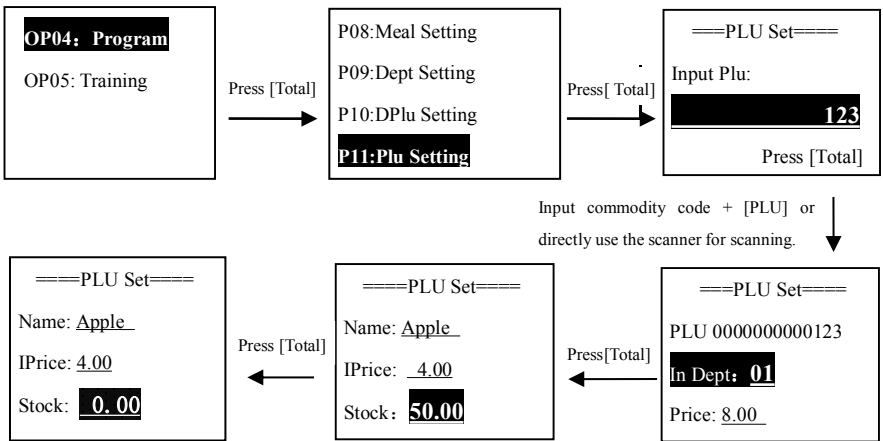 OP04: Program
OP05: Training
Press [Total]
P08:Meal Setting
P09:Dept Setting
P10:DPlu Setting
P11:Plu Setting
Press[ Total]
===PLU Set====
Input Plu:
123
Press [Total]
Input commodity code + [PLU] or
directly use the scanner for scanning.
===PLU Set====
PLU 0000000000123
In Dept: 01
Price: 8.00
Press[Total]
====PLU Set====
Name: Apple
IPrice: 4.00
Stock: 50.00
Press [Total]
====PLU Set====
Name: Apple
IPrice: 4.00
Stock: 0.00